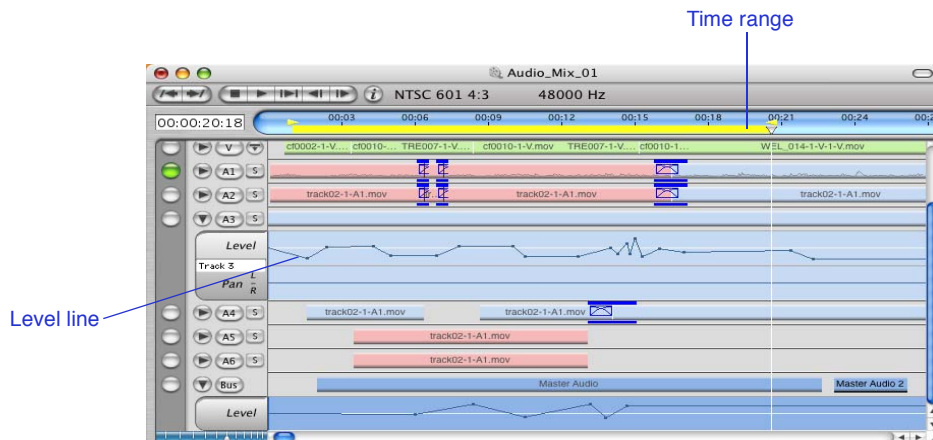 Time range
Audio_Mix_01
NTSC 601 4:3 48000 Hz
00:00:20:18 00:03 00:06 00:09 00:12 00:15 00:18 00:21 00:24
V cf0002-1-V.... cf0010-... TRE007-1-V.... cf0010-1-V.mov TRE007-1-V.... cf0010-1... WEL_014-1-V-1-V.mov
A1 S
A2 S track02-1-A1.mov track02-1-A1.mov track02-1-A1.mov
A3 S
Level
Track 3
Pan L R
Level line
A4 S track02-1-A1.mov track02-1-A1.mov
A5 S track02-1-A1.mov
A6 S track02-1-A1.mov
Bus Master Audio Master Audio 2
Level